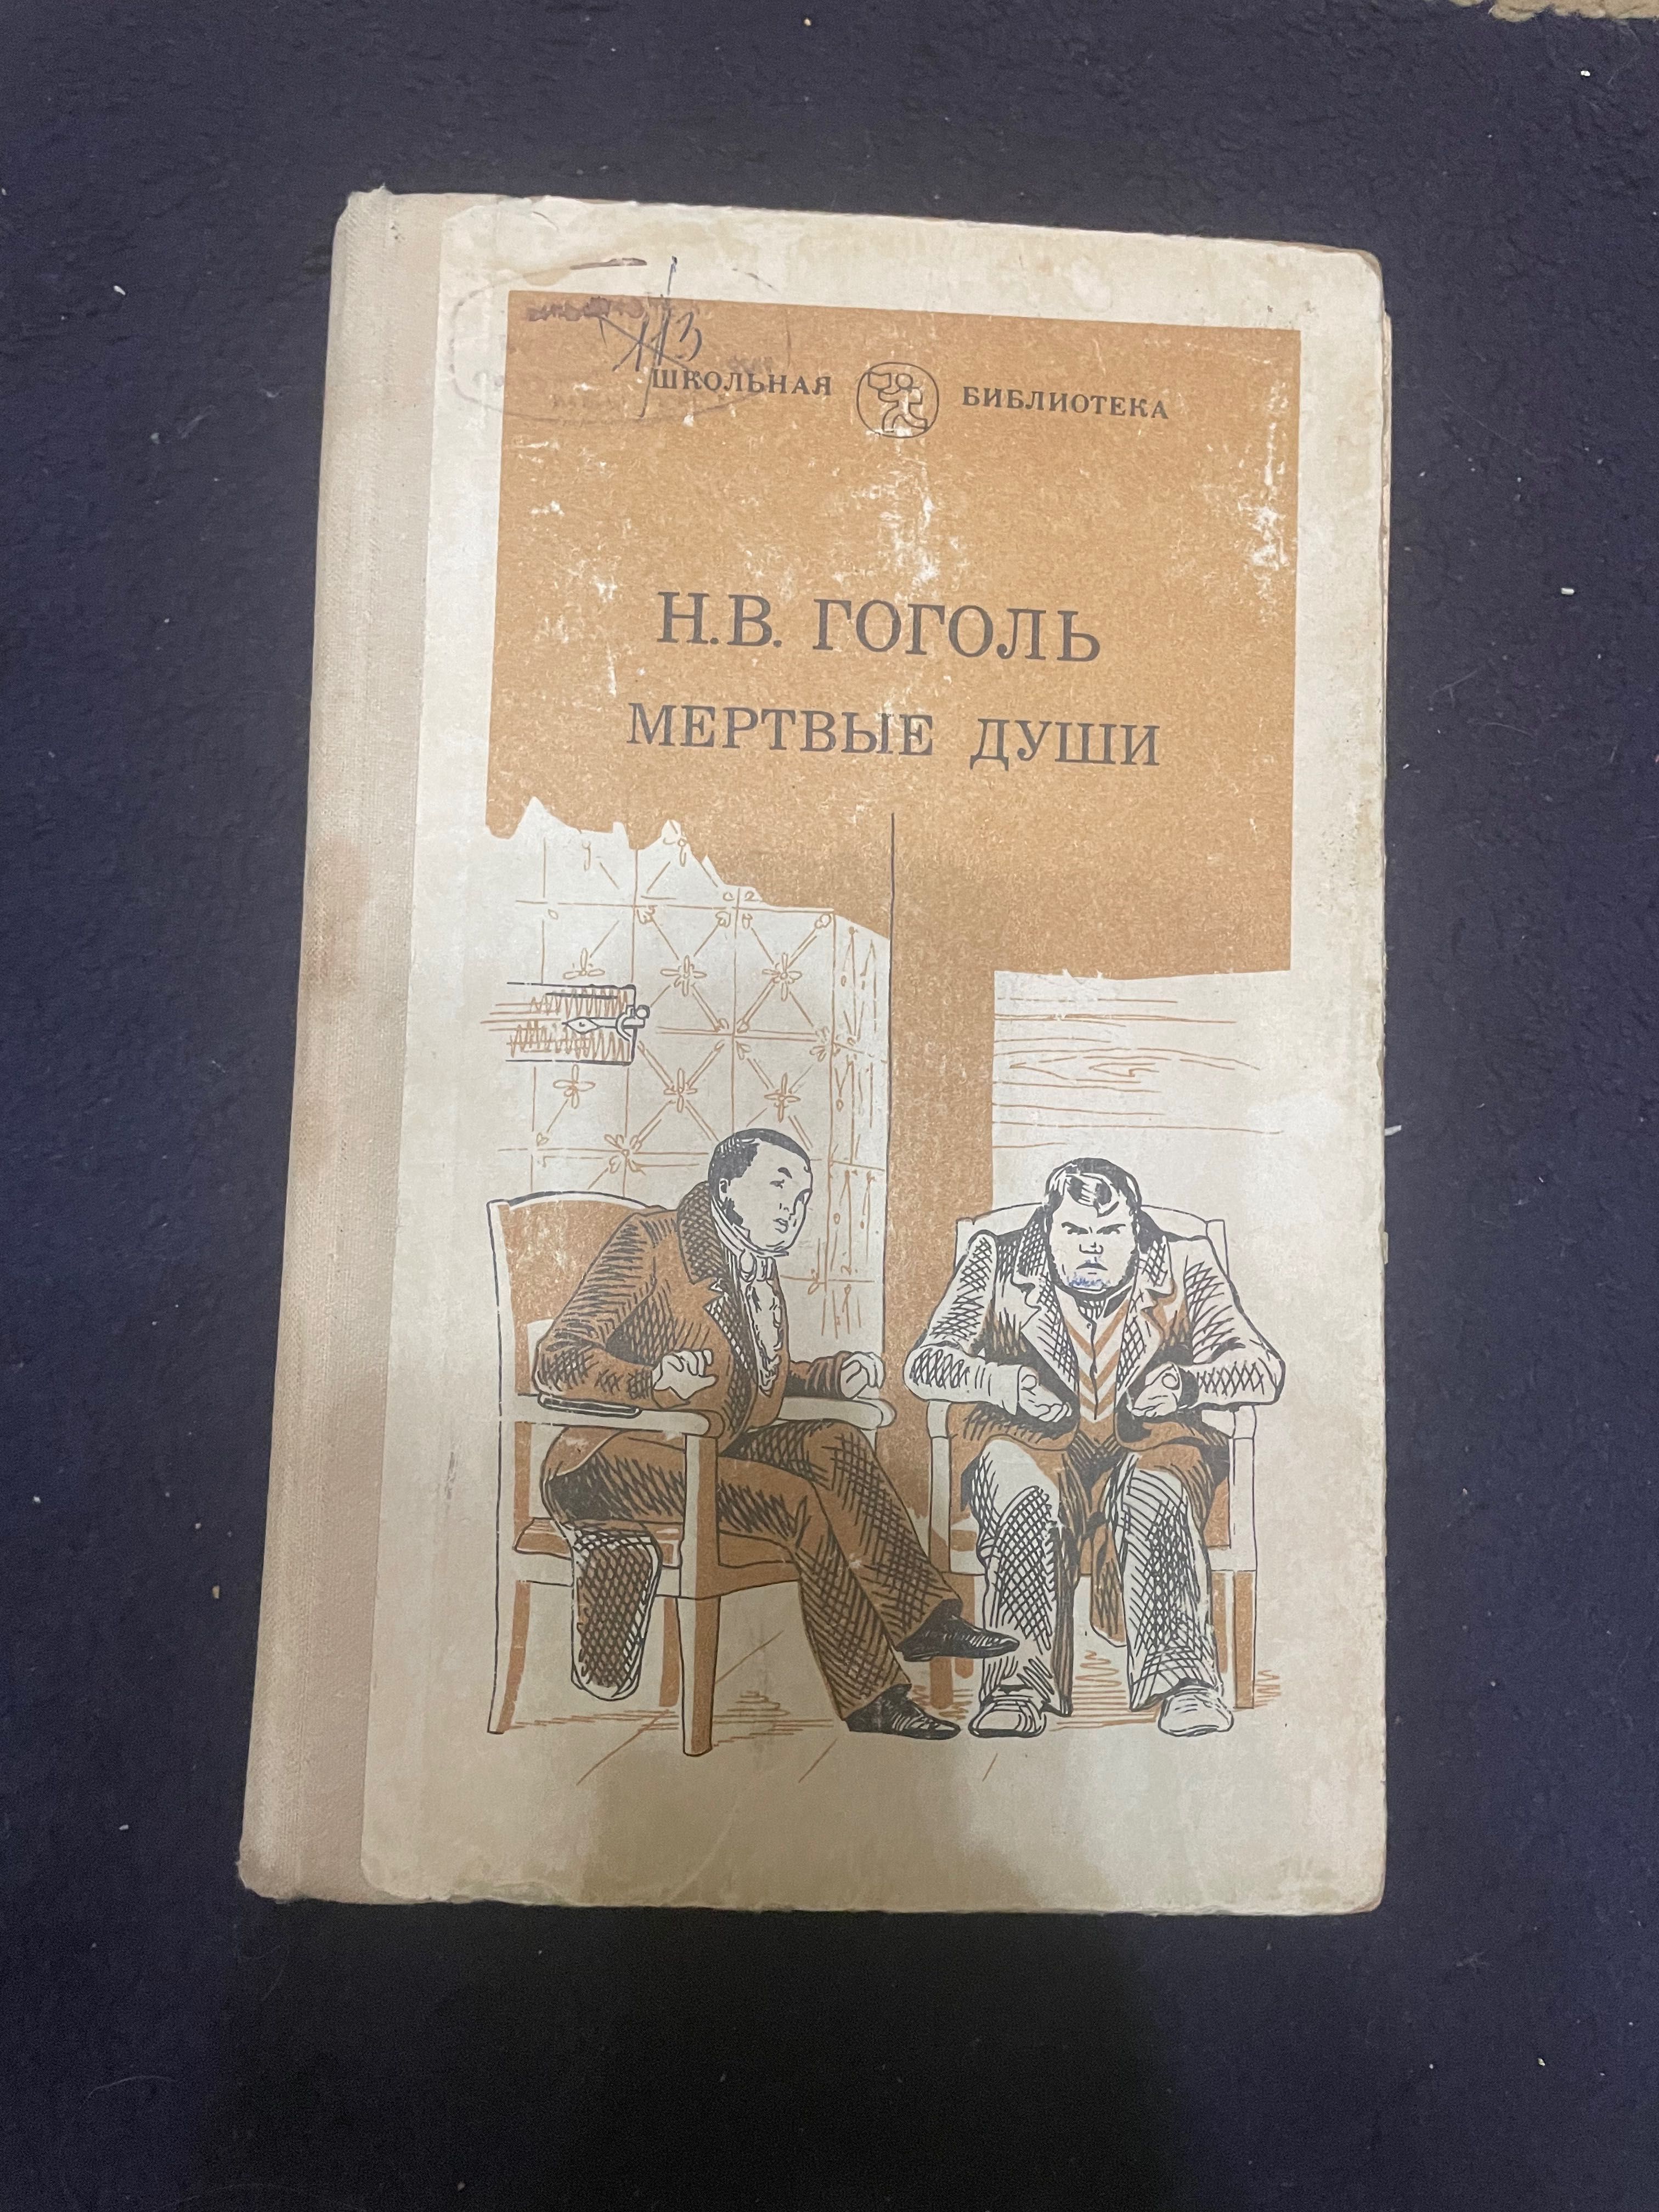 ШКОЛЬНАЯ БИБЛИОТЕКА
Н.В. ГОГОЛЬ
МЕРТВЫЕ ДУШИ